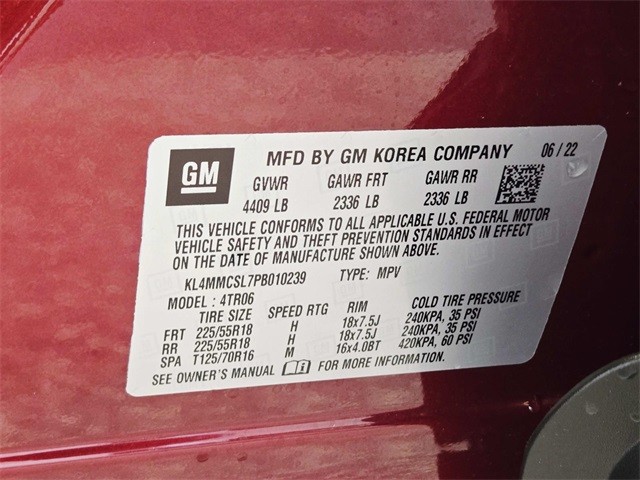 GM MFD BY GM KOREA COMPANY 06/22
GVWR GAWR FRT GAWR RR
4409 LB 2336 LB 2336 LB
THIS VEHICLE CONFORMS TO ALL APPLICABLE U.S. FEDERAL MOTOR
VEHICLE SAFETY AND THEFT PREVENTION STANDARDS IN EFFECT
ON THE DATE OF MANUFACTURE SHOWN ABOVE.
KL4MMCSL7PB010239 TYPE: MPV
MODEL : 4TR06
TIRE SIZE SPEED RTG RIM COLD TIRE PRESSURE
FRT 225/55R18 H 18x7.5J 240KPA, 35 PSI
RR 225/55R18 H 18x7.5J 240KPA, 35 PSI
SPA T125/70R16 M 16x4.0BT 420KPA, 60 PSI
SEE OWNER'S MANUAL FOR MORE INFORMATION.